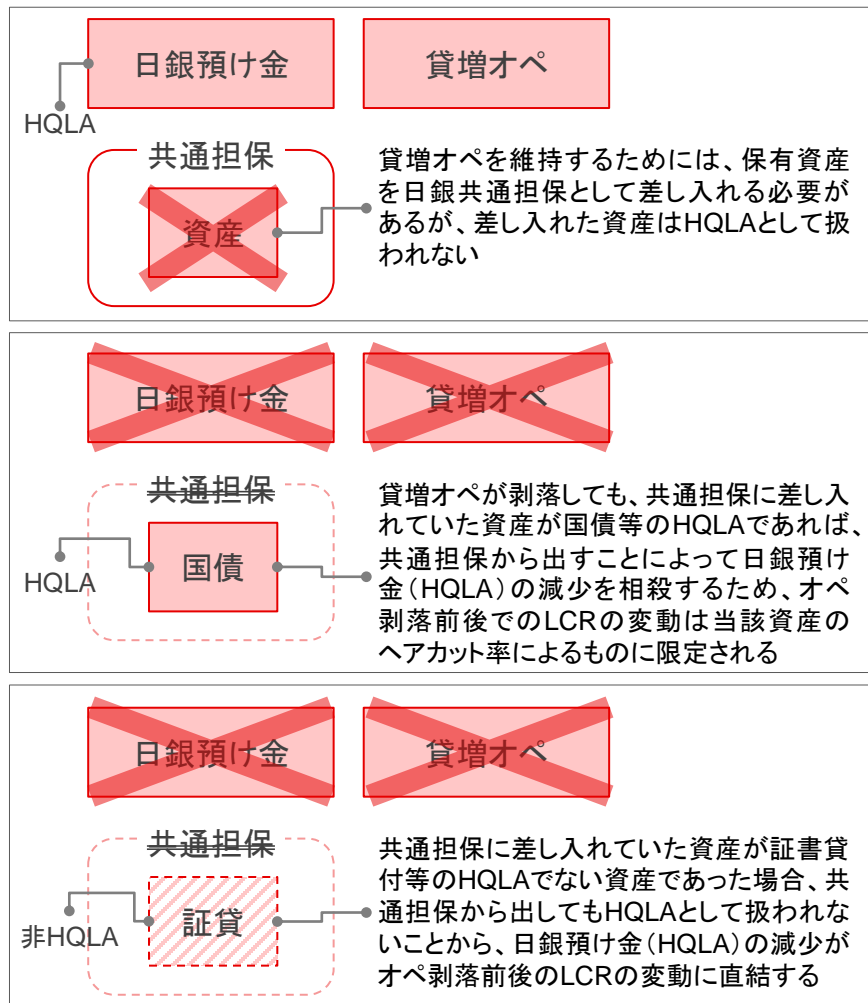 日銀預け金
貸増オペ
HQLA
共通担保
資産
貸増オペを維持するためには、保有資産
を日銀共通担保として差し入れる必要が
あるが、差し入れた資産はHQLAとして扱
われない
日銀預け金
貸増オペ
共通担保
HQLA
国債
貸増オペが剥落しても、共通担保に差し入
れていた資産が国債等のHQLAであれば、
共通担保から出すことによって日銀預け
金（HQLA）の減少を相殺するため、オペ
剥落前後でのLCRの変動は当該資産の
ヘアカット率によるものに限定される
日銀預け金
貸増オペ
共通担保
非HQLA
証貸
共通担保に差し入れていた資産が証書貸
付等のHQLAでない資産であった場合、共
通担保から出してもHQLAとして扱われな
いことから、日銀預け金（HQLA）の減少が
オペ剥落前後のLCRの変動に直結する